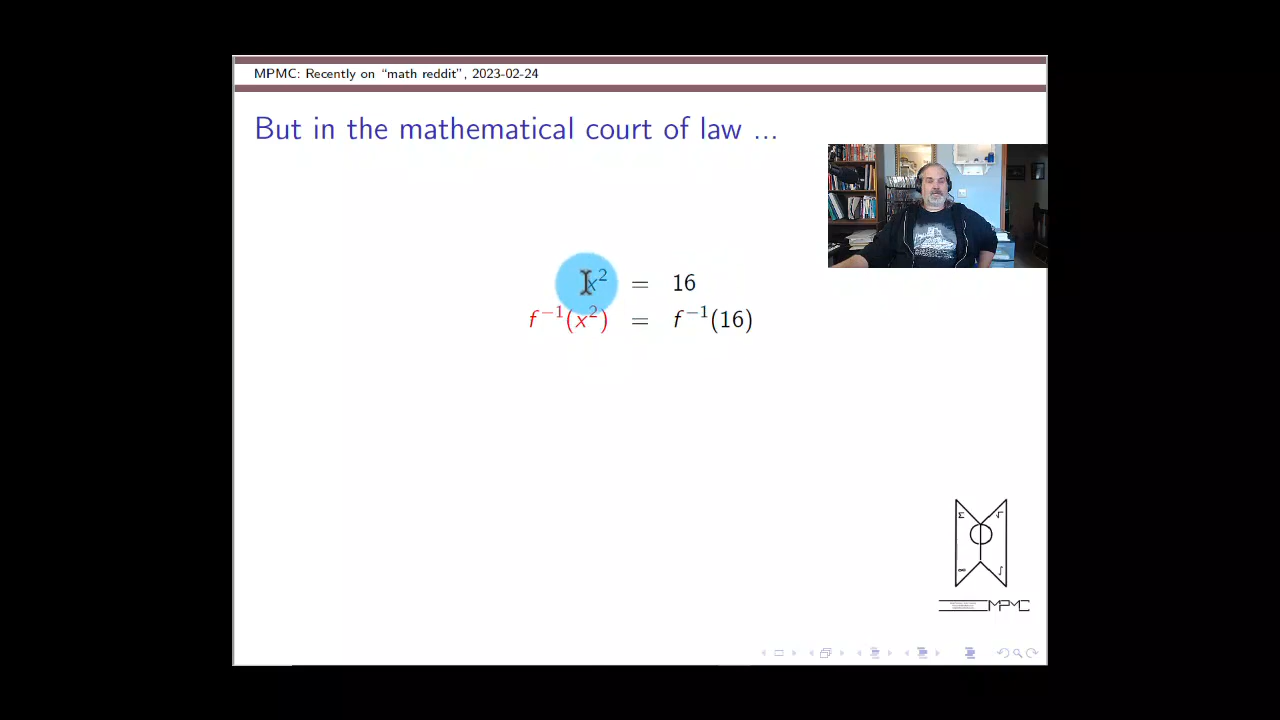 MPMC: Recently on “math reddit”, 2023-02-24
But in the mathematical court of law ...
x² = 16
f⁻¹(x²) = f⁻¹(16)
Σ √
∞ ∫
MPMC